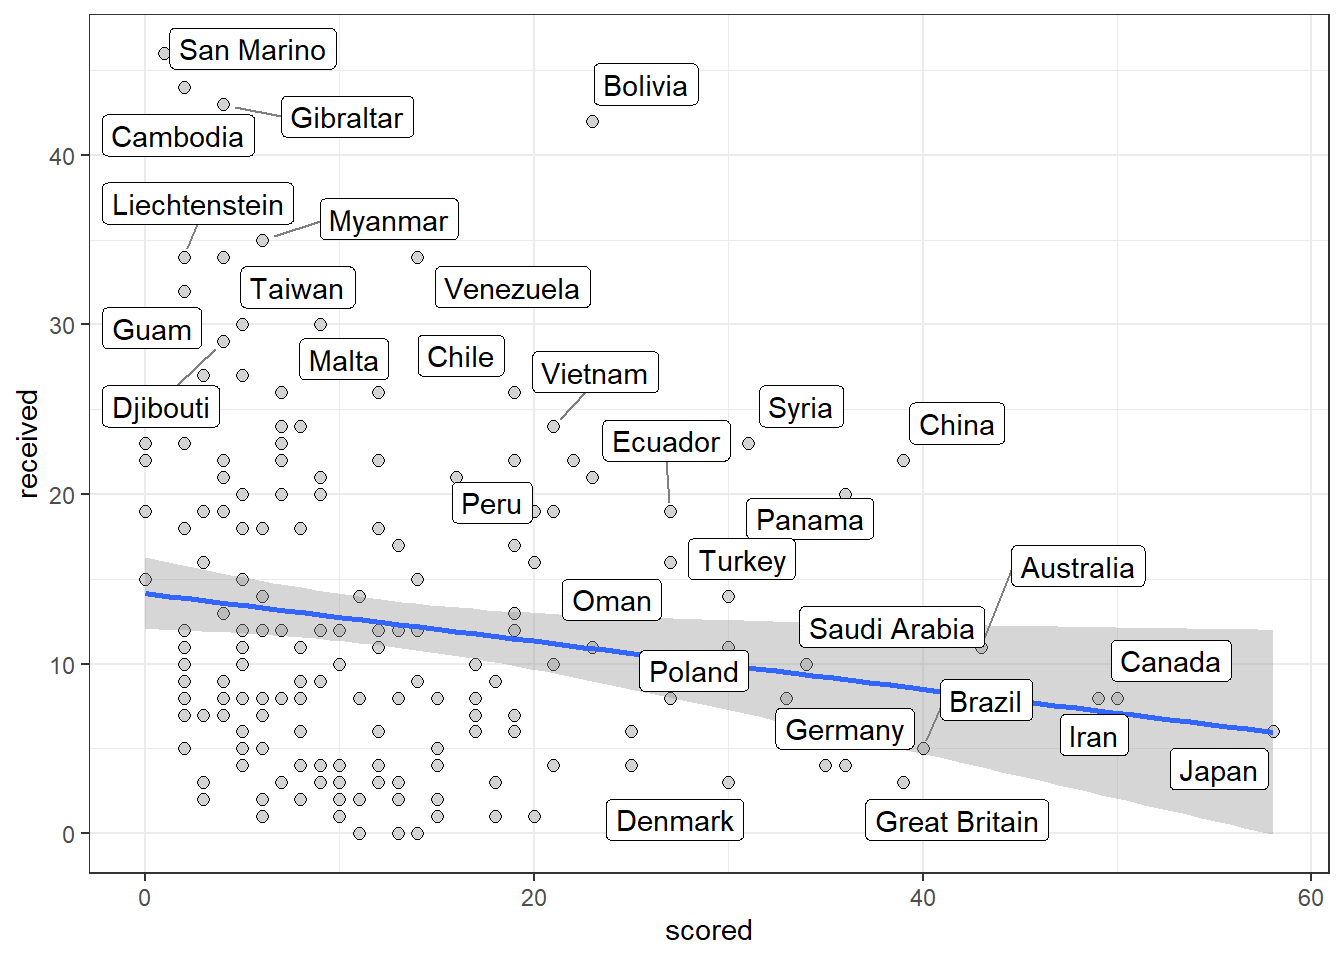 San Marino
Bolivia
Gibraltar
Cambodia
40
Liechtenstein
Myanmar
Taiwan
Venezuela
Guam
30
Malta
Chile
Vietnam
Djibouti
Syria
China
Ecuador
received
20
Peru
Panama
Turkey
Australia
Oman
Saudi Arabia
10
Poland
Canada
Brazil
Germany
Iran
Japan
0
Denmark
Great Britain
0
20
40
60
scored